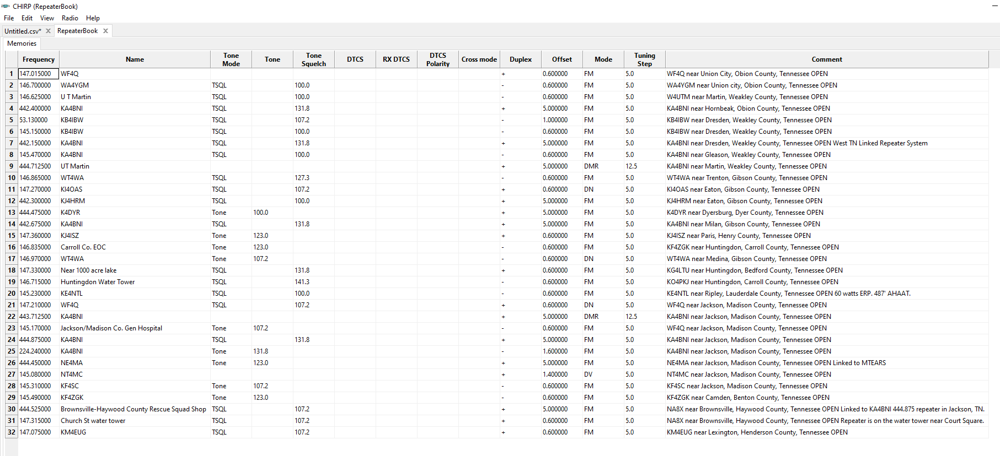 CHIRP (RepeaterBook)
File Edit View Radio Help
Untitled.csv* RepeaterBook
Memories
Frequency Name Tone Mode Tone Tone Squelch DTCS RX DTCS DTCS Polarity Cross mode Duplex Offset Mode Tuning Step Comment
1 147.015000 WF4Q + 0.600000 FM 5.0 WF4Q near Union City, Obion County, Tennessee OPEN
2 146.700000 WA4YGM TSQL 100.0 - 0.600000 FM 5.0 WA4YGM near Union city, Obion County, Tennessee OPEN
3 146.625000 U T Martin TSQL 100.0 - 0.600000 FM 5.0 W4UTM near Martin, Weakley County, Tennessee OPEN
4 442.400000 KA4BNI TSQL 131.8 + 5.000000 FM 5.0 KA4BNI near Hornbeak, Obion County, Tennessee OPEN
5 53.130000 KB4IBW TSQL 107.2 - 1.000000 FM 5.0 KB4IBW near Dresden, Weakley County, Tennessee OPEN
6 145.150000 KB4IBW TSQL 100.0 - 0.600000 FM 5.0 KB4IBW near Dresden, Weakley County, Tennessee OPEN
7 442.150000 KA4BNI TSQL 131.8 + 5.000000 FM 5.0 KA4BNI near Dresden, Weakley County, Tennessee OPEN West TN Linked Repeater System
8 145.470000 KA4BNI TSQL 100.0 - 0.600000 FM 5.0 KA4BNI near Gleason, Weakley County, Tennessee OPEN
9 444.712500 UT Martin + 5.000000 DMR 12.5 KA4BNI near Martin, Weakley County, Tennessee OPEN
10 146.865000 WT4WA TSQL 127.3 - 0.600000 FM 5.0 WT4WA near Trenton, Gibson County, Tennessee OPEN
11 147.270000 KI4OAS TSQL 107.2 + 0.600000 DN 5.0 KI4OAS near Eaton, Gibson County, Tennessee OPEN
12 442.300000 KJ4HRM TSQL 100.0 + 5.000000 FM 5.0 KJ4HRM near Eaton, Gibson County, Tennessee OPEN
13 444.475000 K4DYR Tone 100.0 + 5.000000 FM 5.0 K4DYR near Dyersburg, Dyer County, Tennessee OPEN
14 442.675000 KA4BNI TSQL 131.8 + 5.000000 FM 5.0 KA4BNI near Milan, Gibson County, Tennessee OPEN
15 147.360000 KJ4ISZ Tone 123.0 + 0.600000 FM 5.0 KJ4ISZ near Paris, Henry County, Tennessee OPEN
16 146.835000 Carroll Co. EOC Tone 123.0 - 0.600000 FM 5.0 KF4ZGK near Huntingdon, Carroll County, Tennessee OPEN
17 146.970000 WT4WA Tone 107.2 - 0.600000 DN 5.0 WT4WA near Medina, Gibson County, Tennessee OPEN
18 147.330000 Near 1000 acre lake TSQL 131.8 + 0.600000 FM 5.0 KG4LTU near Huntingdon, Bedford County, Tennessee OPEN
19 146.715000 Huntingdon Water Tower TSQL 141.3 - 0.600000 FM 5.0 KO4PKJ near Huntingdon, Carroll County, Tennessee OPEN
20 145.230000 KE4NTL TSQL 100.0 - 0.600000 FM 5.0 KE4NTL near Ripley, Lauderdale County, Tennessee OPEN 60 watts ERP. 487' AHAAT.
21 147.210000 WF4Q TSQL 107.2 + 0.600000 DN 5.0 WF4Q near Jackson, Madison County, Tennessee OPEN
22 443.712500 KA4BNI + 5.000000 DMR 12.5 KA4BNI near Jackson, Madison County, Tennessee OPEN
23 145.170000 Jackson/Madison Co. Gen Hospital Tone 107.2 - 0.600000 FM 5.0 WF4Q near Jackson, Madison County, Tennessee OPEN
24 444.875000 KA4BNI TSQL 131.8 + 5.000000 FM 5.0 KA4BNI near Jackson, Madison County, Tennessee OPEN
25 224.240000 KA4BNI Tone 131.8 - 1.600000 FM 5.0 KA4BNI near Jackson, Madison County, Tennessee OPEN
26 444.450000 NE4MA Tone 123.0 + 5.000000 FM 5.0 NE4MA near Jackson, Madison County, Tennessee OPEN Linked to MTEARS
27 145.080000 NT4MC + 1.400000 DV 5.0 NT4MC near Jackson, Madison County, Tennessee OPEN
28 145.310000 KF4SC Tone 107.2 - 0.600000 FM 5.0 KF4SC near Jackson, Madison County, Tennessee OPEN
29 145.490000 KF4ZGK Tone 123.0 - 0.600000 FM 5.0 KF4ZGK near Camden, Benton County, Tennessee OPEN
30 444.525000 Brownsville-Haywood County Rescue Squad Shop TSQL 107.2 + 5.000000 FM 5.0 NA8X near Brownsville, Haywood County, Tennessee OPEN Linked to KA4BNI 444.875 repeater in Jackson, TN.
31 147.315000 Church St water tower TSQL 107.2 + 0.600000 FM 5.0 NA8X near Brownsville, Haywood County, Tennessee OPEN Repeater is on the water tower near Court Square.
32 147.075000 KM4EUG TSQL 107.2 + 0.600000 FM 5.0 KM4EUG near Lexington, Henderson County, Tennessee OPEN